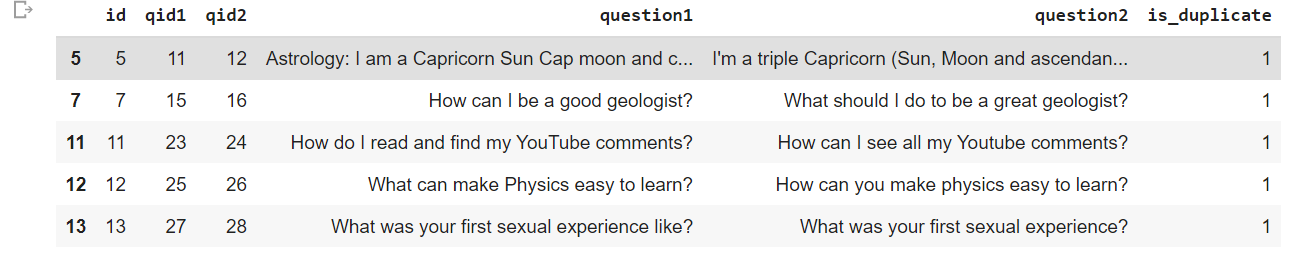 id qid1 qid2 question1 question2 is_duplicate
5 5 11 12 Astrology: I am a Capricorn Sun Cap moon and c... I'm a triple Capricorn (Sun, Moon and ascendan... 1
7 7 15 16 How can I be a good geologist? What should I do to be a great geologist? 1
11 11 23 24 How do I read and find my YouTube comments? How can I see all my Youtube comments? 1
12 12 25 26 What can make Physics easy to learn? How can you make physics easy to learn? 1
13 13 27 28 What was your first sexual experience like? What was your first sexual experience? 1